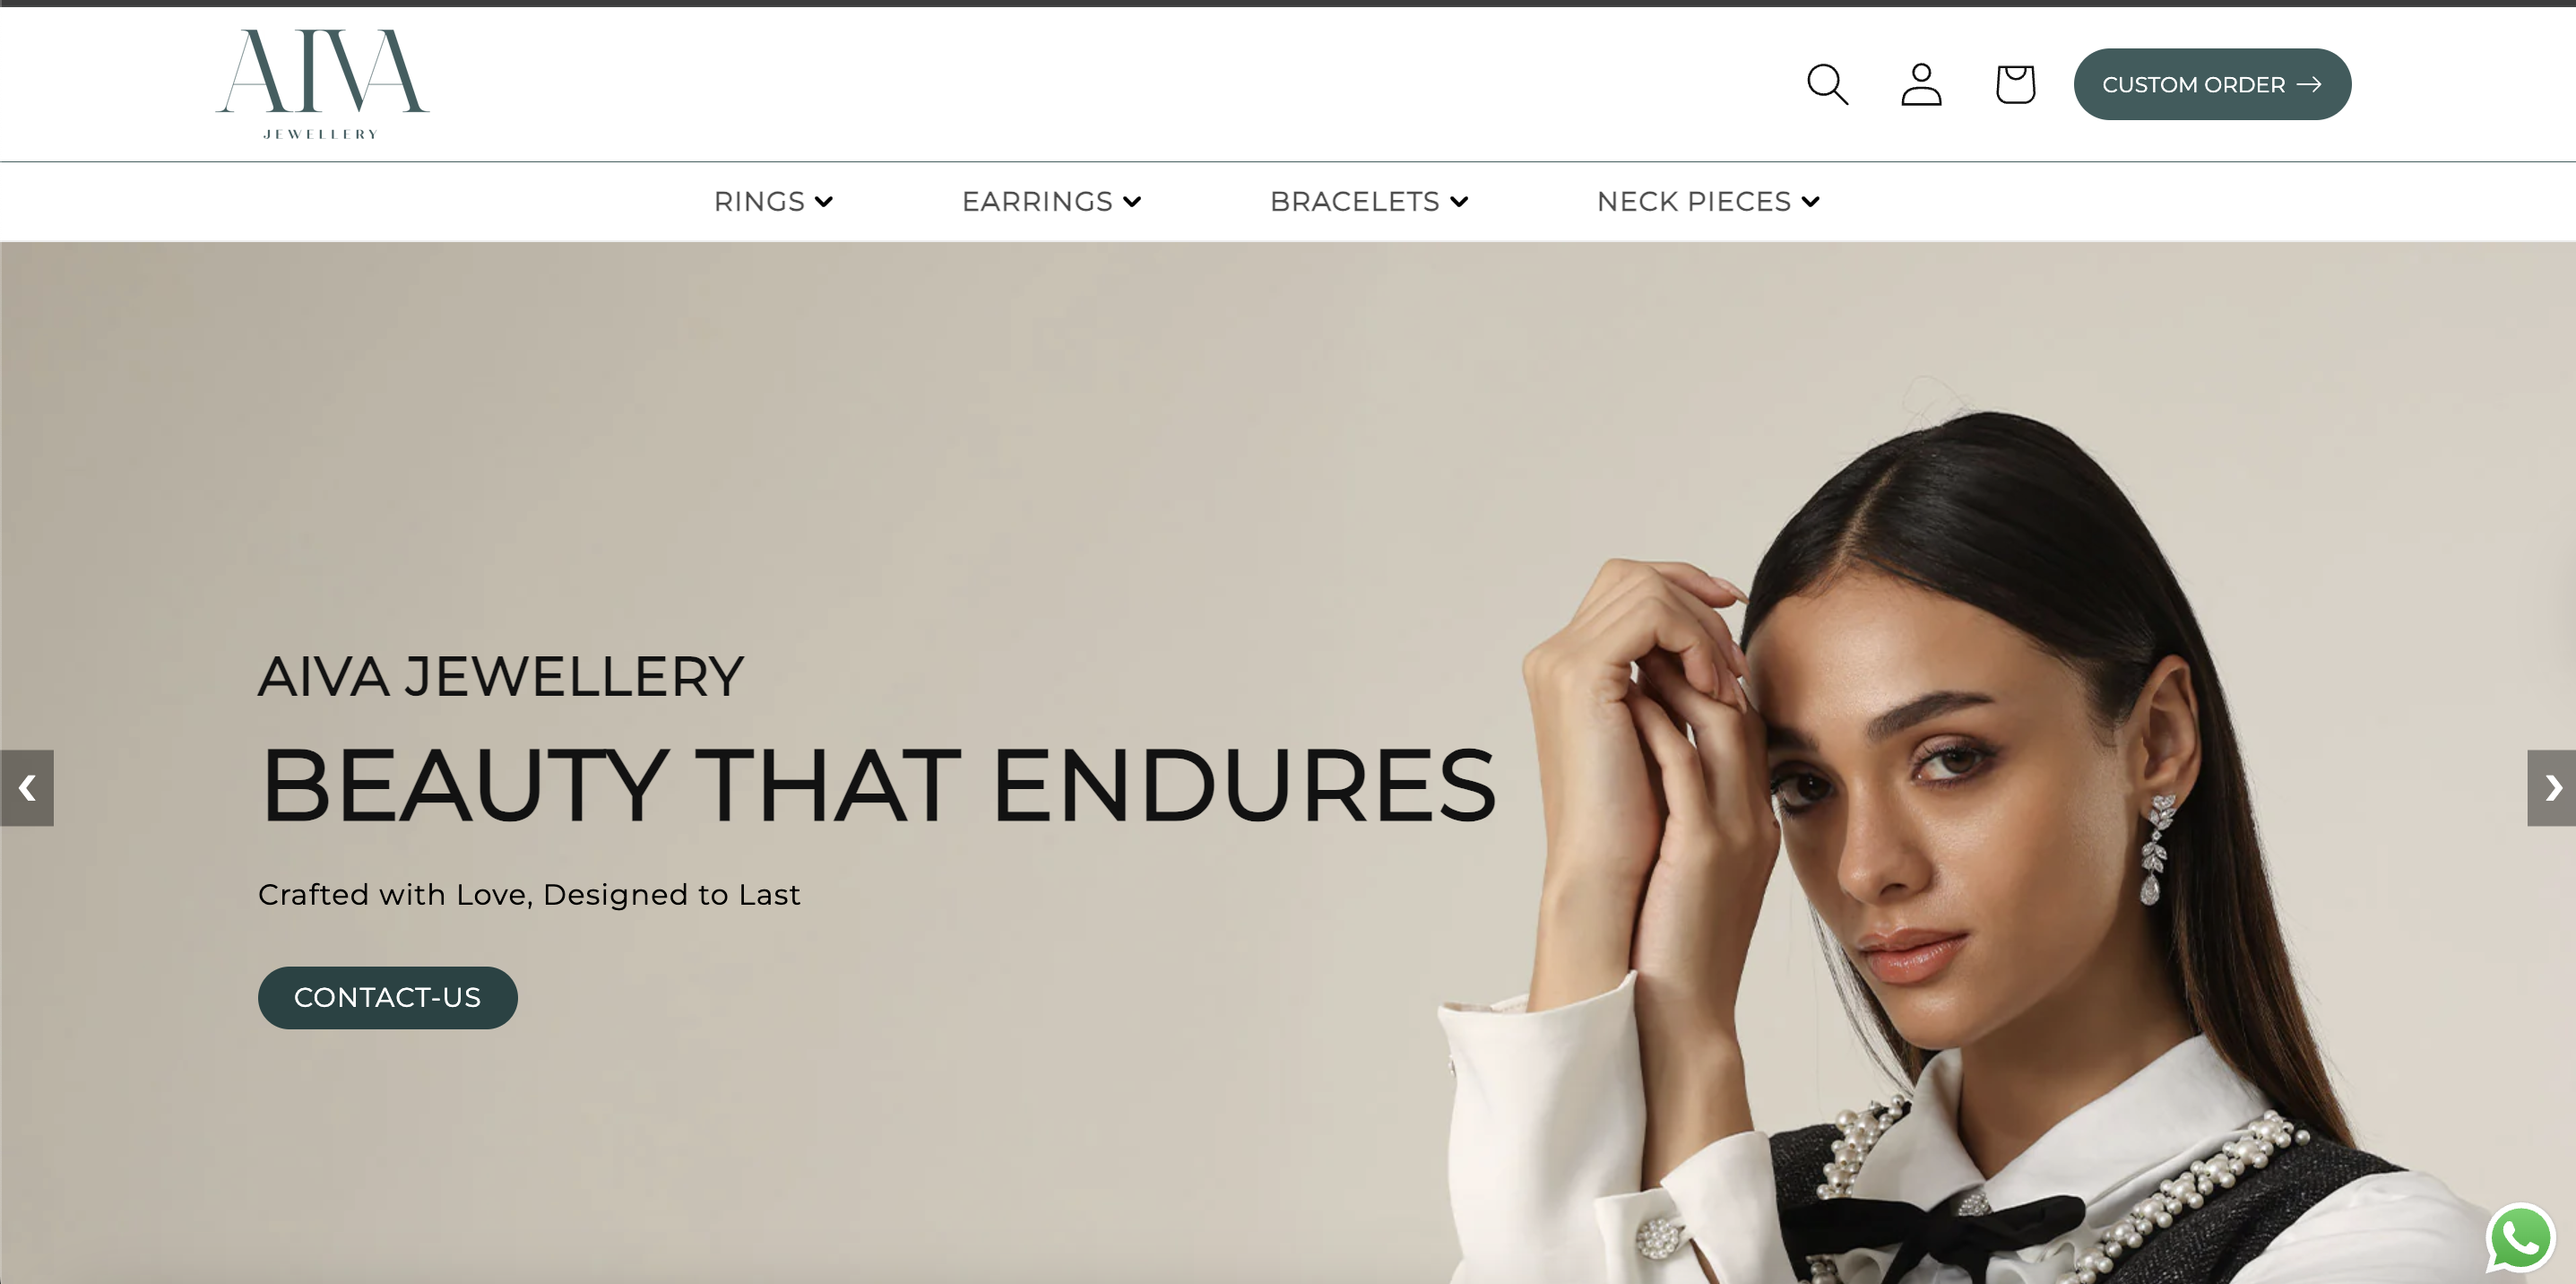 AIVA
JEWELLERY
CUSTOM ORDER
RINGS
EARRINGS
BRACELETS
NECK PIECES
AIVA JEWELLERY
BEAUTY THAT ENDURES
Crafted with Love, Designed to Last
CONTACT-US